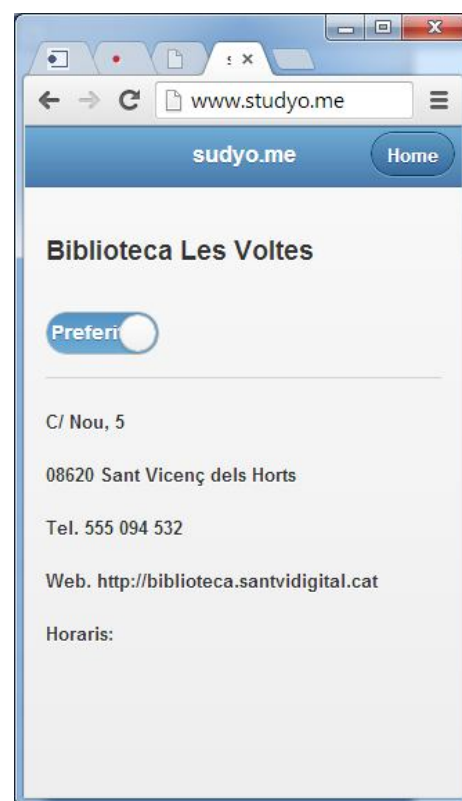 www.studyo.me
sudyo.me
Home
Biblioteca Les Voltes
Preferi
C/ Nou, 5
08620 Sant Vicenç dels Horts
Tel. 555 094 532
Web. http://biblioteca.santvidigital.cat
Horaris: